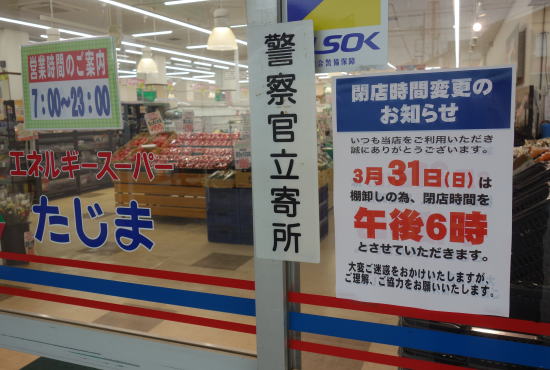 営業時間のご案内
7:00~23:00
エネルギースーパー
たじま
警察官立寄所
LSOK
閉店時間変更の
お知らせ
いつも当店をご利用いただき
誠にありがとうございます。
3月31日(日)は
棚卸しの為、閉店時間を
午後6時
とさせていただきます。
大変ご迷惑をおかけいたしますが、
ご理解、ご協力をお願いいたします。